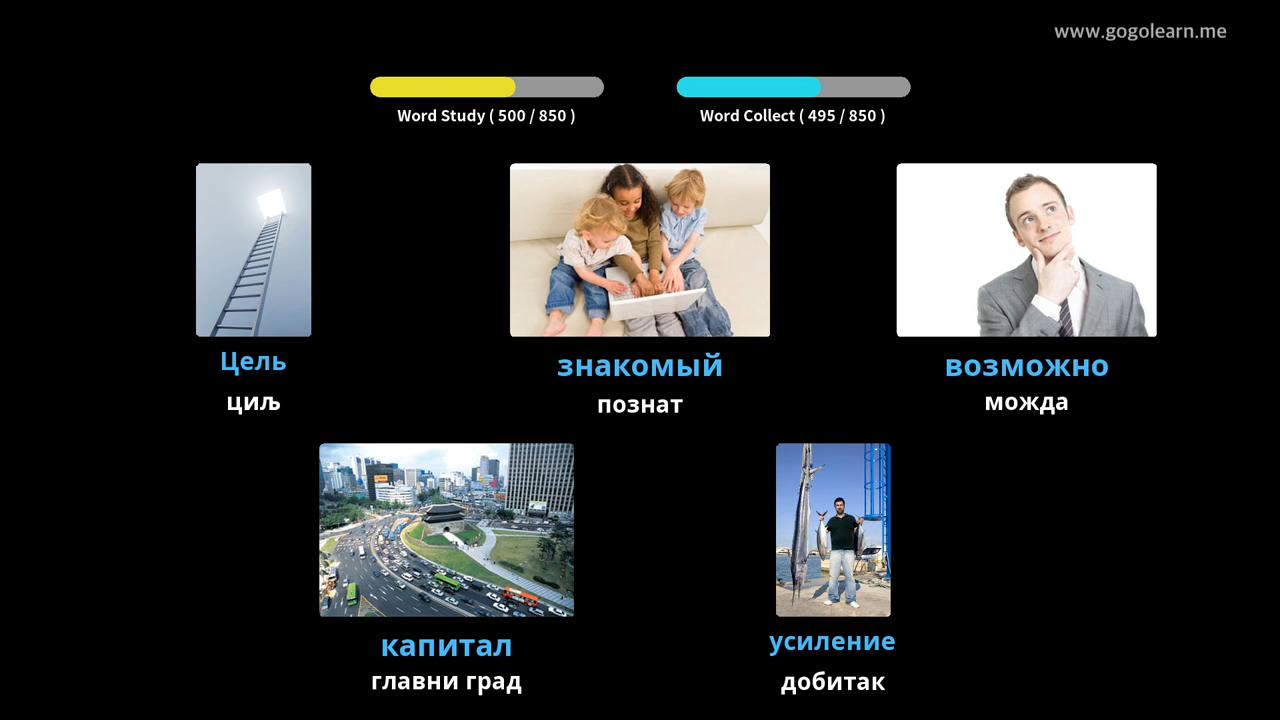 www.gogolearn.me
Word Study ( 500 / 850 )
Word Collect ( 495 / 850 )
Цель
циљ
знакомый
познат
возможно
можда
капитал
главни град
усиление
добитак